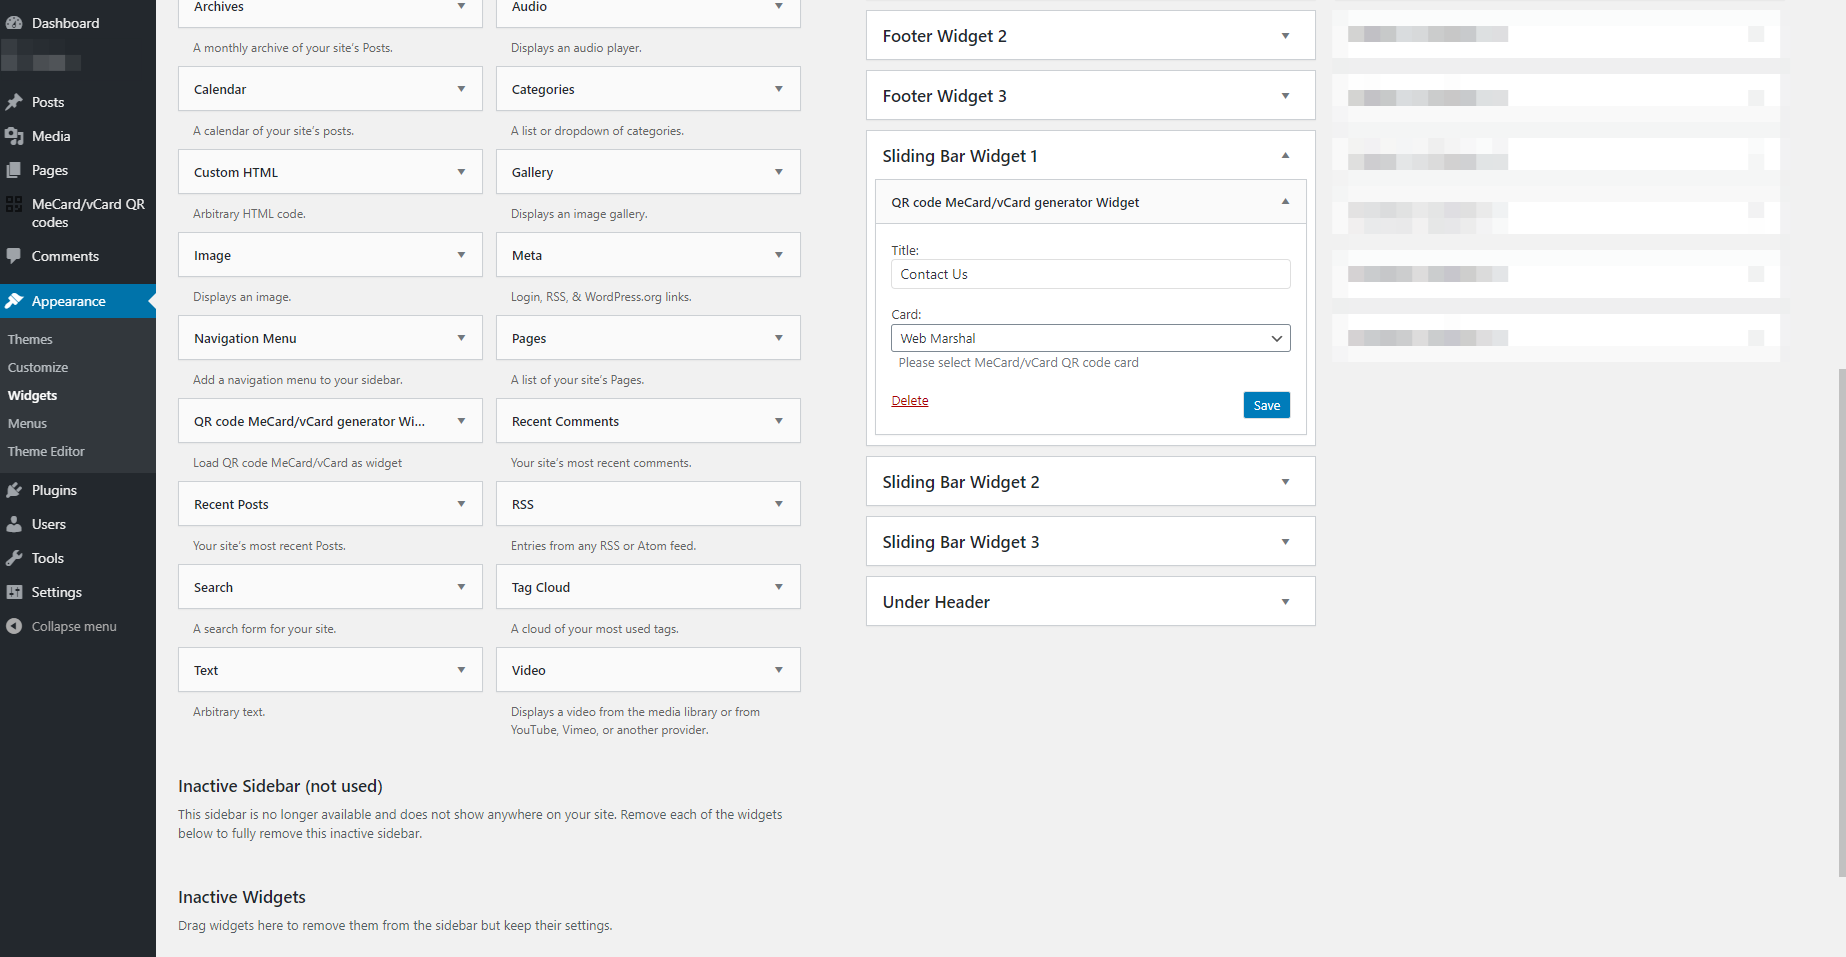 Dashboard
Posts
Media
Pages
MeCard/vCard QR
codes
Comments
Appearance
Themes
Customize
Widgets
Menus
Theme Editor
Plugins
Users
Tools
Settings
Collapse menu
Archives
A monthly archive of your site's Posts.
Calendar
A calendar of your site's posts.
Custom HTML
Arbitrary HTML code.
Image
Displays an image.
Navigation Menu
Add a navigation menu to your sidebar.
QR code MeCard/vCard generator Wi...
Load QR code MeCard/vCard as widget
Recent Posts
Your site's most recent Posts.
Search
A search form for your site.
Text
Arbitrary text.
Audio
Displays an audio player.
Categories
A list or dropdown of categories.
Gallery
Displays an image gallery.
Meta
Login, RSS, & WordPress.org links.
Pages
A list of your site's Pages.
Recent Comments
Your site's most recent comments.
RSS
Entries from any RSS or Atom feed.
Tag Cloud
A cloud of your most used tags.
Video
Displays a video from the media library or from
YouTube, Vimeo, or another provider.
Inactive Sidebar (not used)
This sidebar is no longer available and does not show anywhere on your site. Remove each of the widgets
below to fully remove this inactive sidebar.
Inactive Widgets
Drag widgets here to remove them from the sidebar but keep their settings.
Footer Widget 2
Footer Widget 3
Sliding Bar Widget 1
QR code MeCard/vCard generator Widget
Title:
Contact Us
Card:
Web Marshal
Please select MeCard/vCard QR code card
Delete
Save
Sliding Bar Widget 2
Sliding Bar Widget 3
Under Header